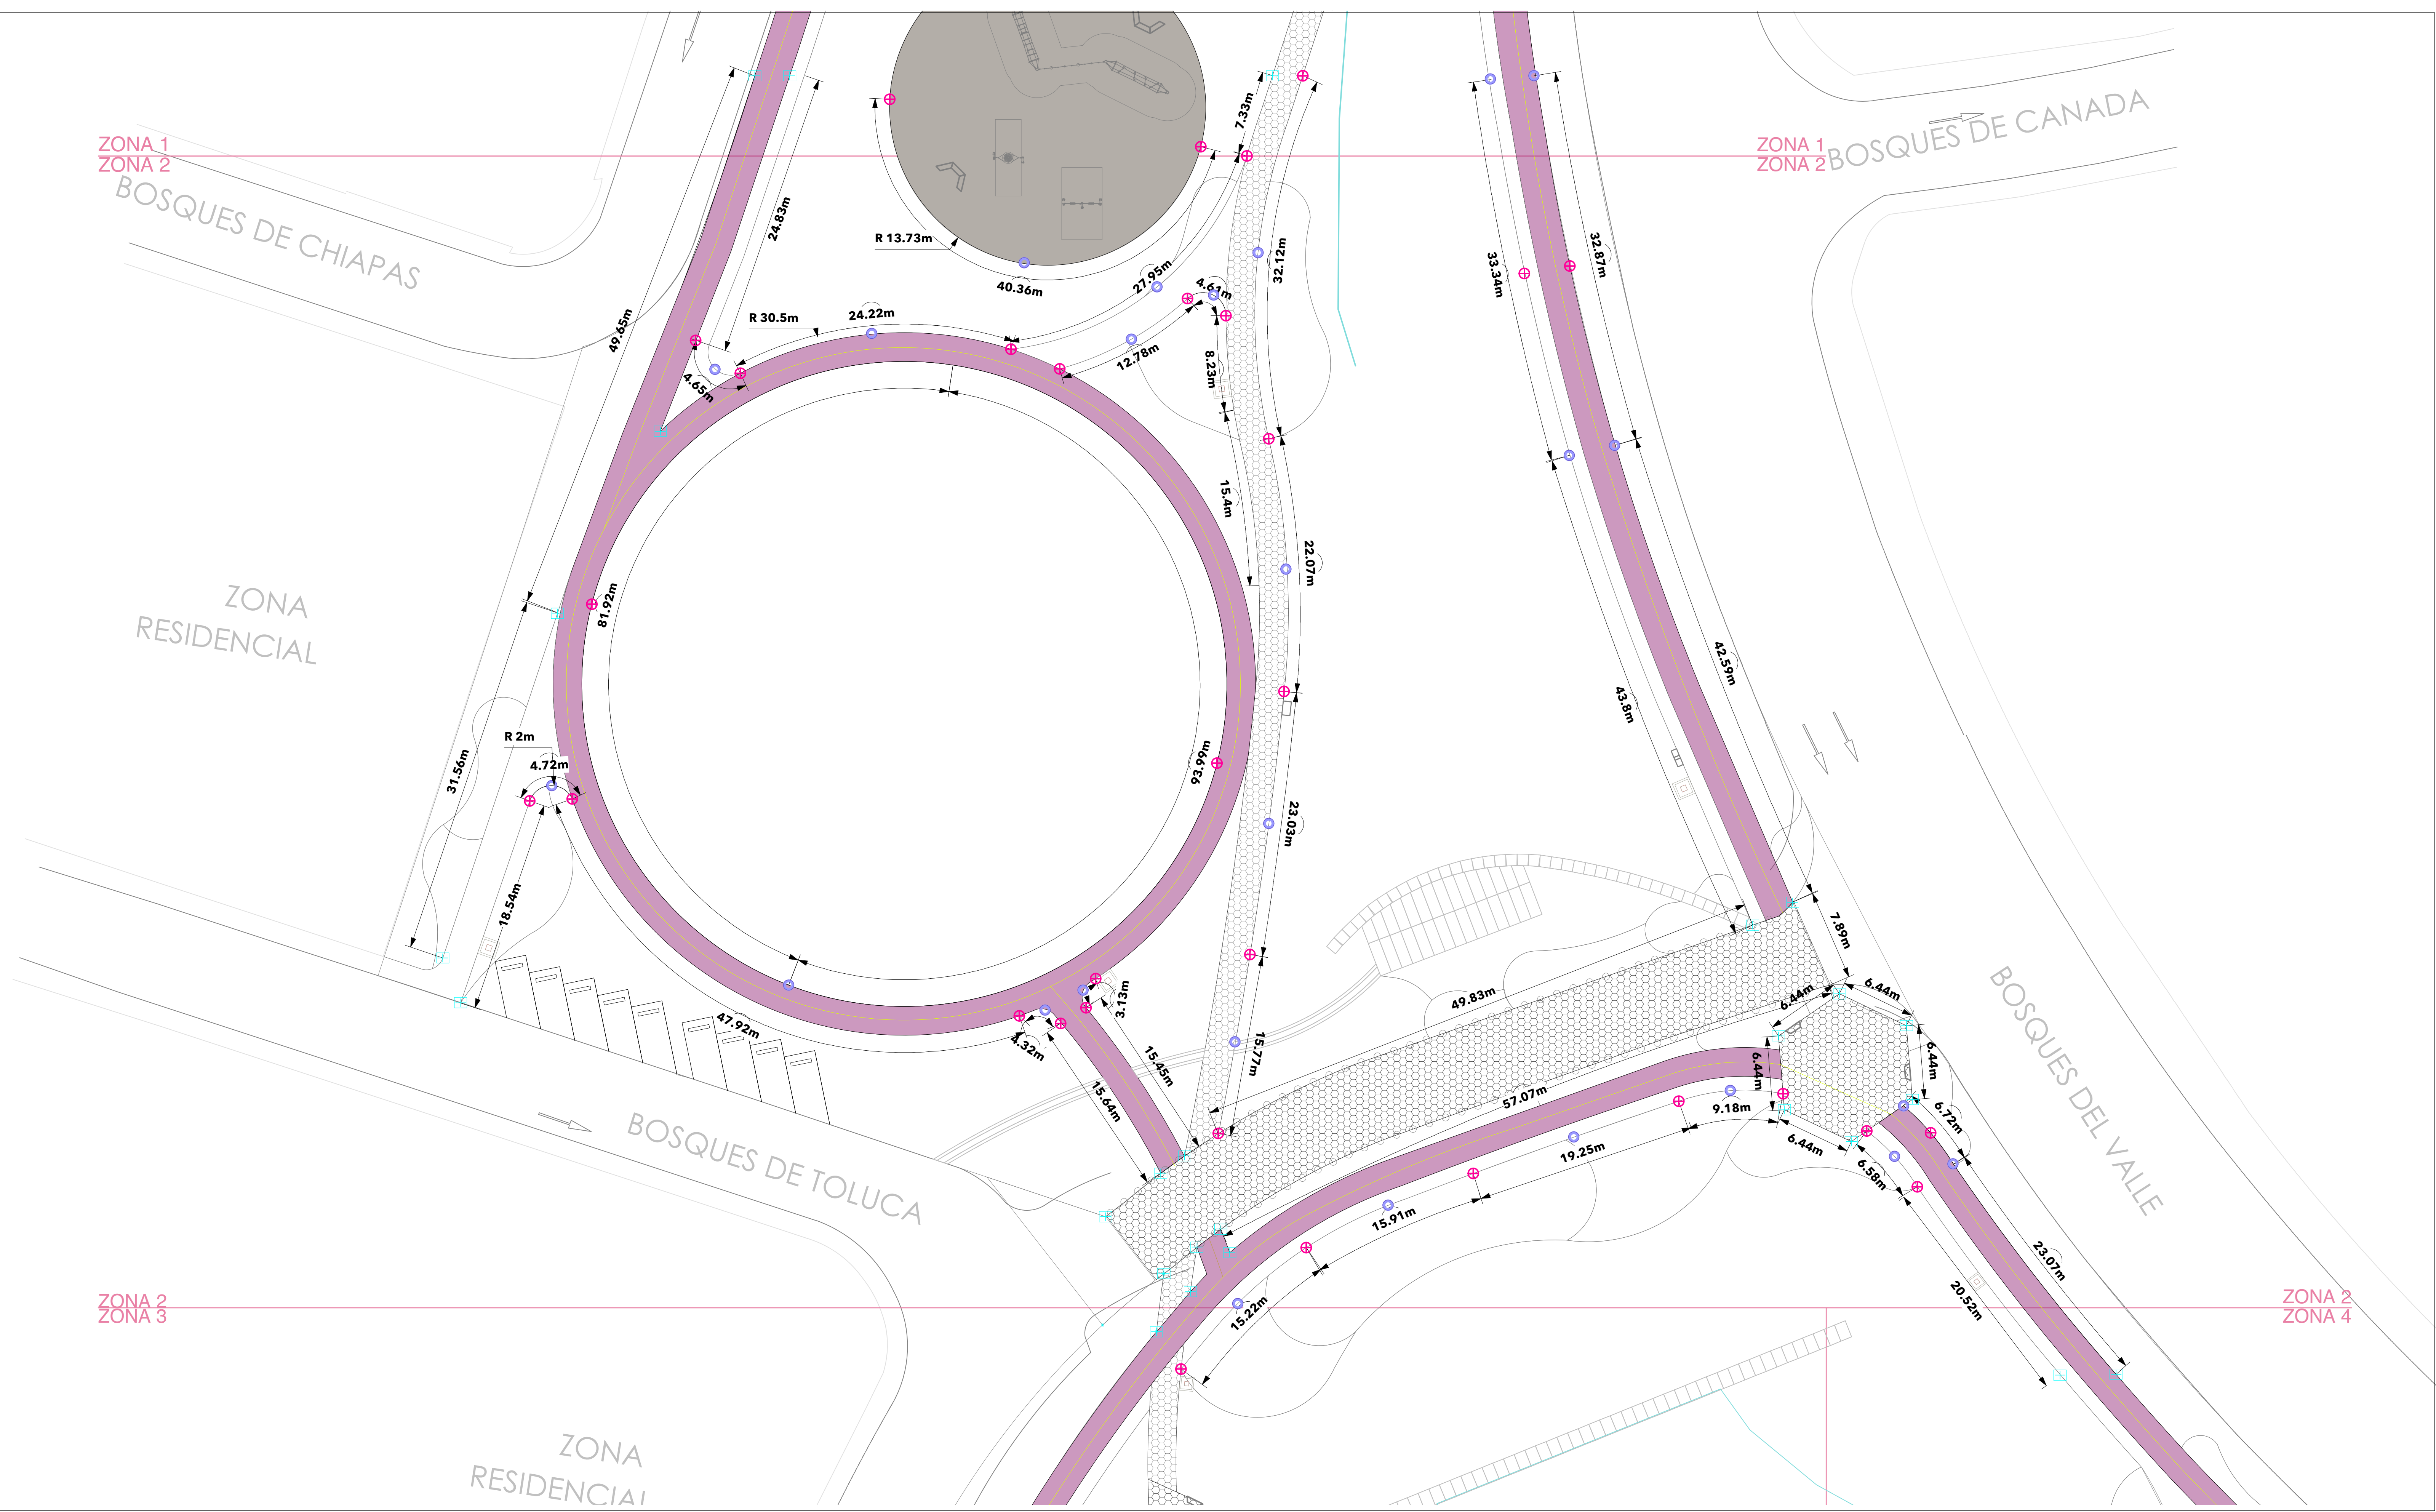 ZONA 1
ZONA 2
ZONA 1
ZONA 2
BOSQUES DE CANADA
BOSQUES DE CHIAPAS
7.33m
24.83m
R 13.73m
40.36m
27.95m
4.61m
32.12m
33.34m
32.87m
49.65m
R 30.5m
24.22m
12.78m
8.23m
4.65m
15.4m
22.07m
ZONA
RESIDENCIAL
81.92m
42.59m
43.8m
R 2m
4.72m
31.56m
93.99m
23.03m
18.54m
7.89m
49.83m
6.44m
6.44m
3.13m
47.92m
4.32m
15.45m
15.77m
15.64m
6.44m
6.44m
57.07m
9.18m
6.72m
6.44m
19.25m
6.58m
15.91m
BOSQUES DE TOLUCA
BOSQUES DEL VALLE
23.07m
20.52m
15.22m
ZONA 2
ZONA 3
ZONA 2
ZONA 4
ZONA
RESIDENCIAL